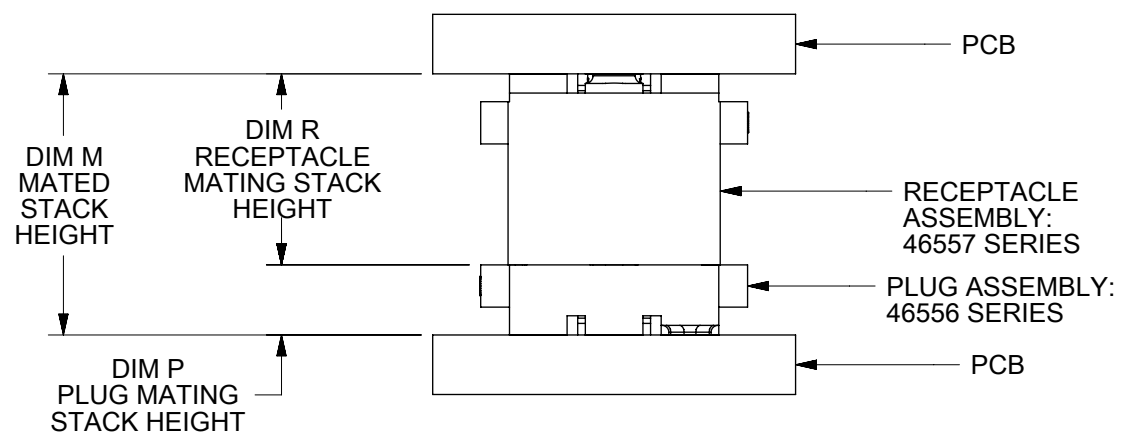 PCB
DIM M
MATED
STACK
HEIGHT
DIM R
RECEPTACLE
MATING STACK
HEIGHT
RECEPTACLE
ASSEMBLY:
46557 SERIES
PLUG ASSEMBLY:
46556 SERIES
PCB
DIM P
PLUG MATING
STACK HEIGHT